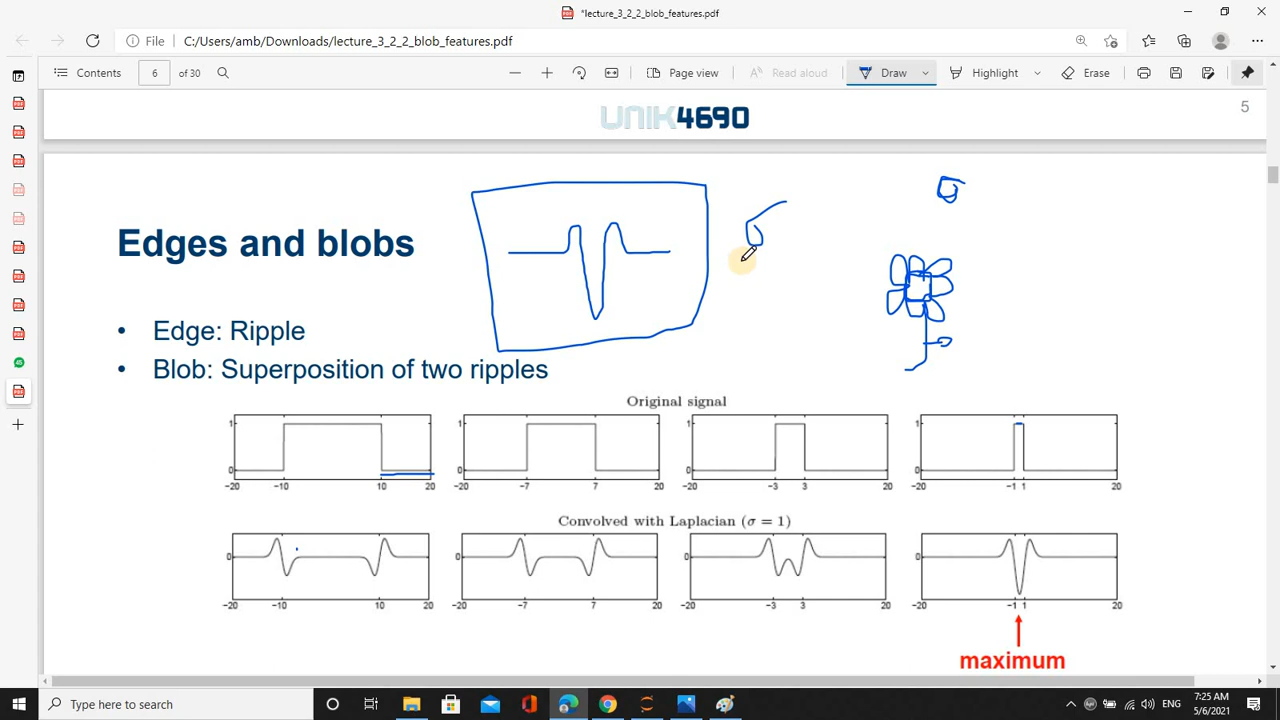 *lecture_3_2_2_blob_features.pdf
File C:/Users/amb/Downloads/lecture_3_2_2_blob_features.pdf
Contents 6 of 30 Page view Read aloud Draw Highlight Erase
UNIK4690
5
Edges and blobs
σ
• Edge: Ripple
• Blob: Superposition of two ripples
Original signal
1 1 1 1
0 0 0 0
-20 -10 10 20 -20 -7 7 20 -20 -3 3 20 -20 -1 1 20
Convolved with Laplacian (σ = 1)
0 0 0 0
-20 -10 10 20 -20 -7 7 20 -20 -3 3 20 -20 -1 1 20
maximum
Type here to search
ENG
7:25 AM
5/6/2021